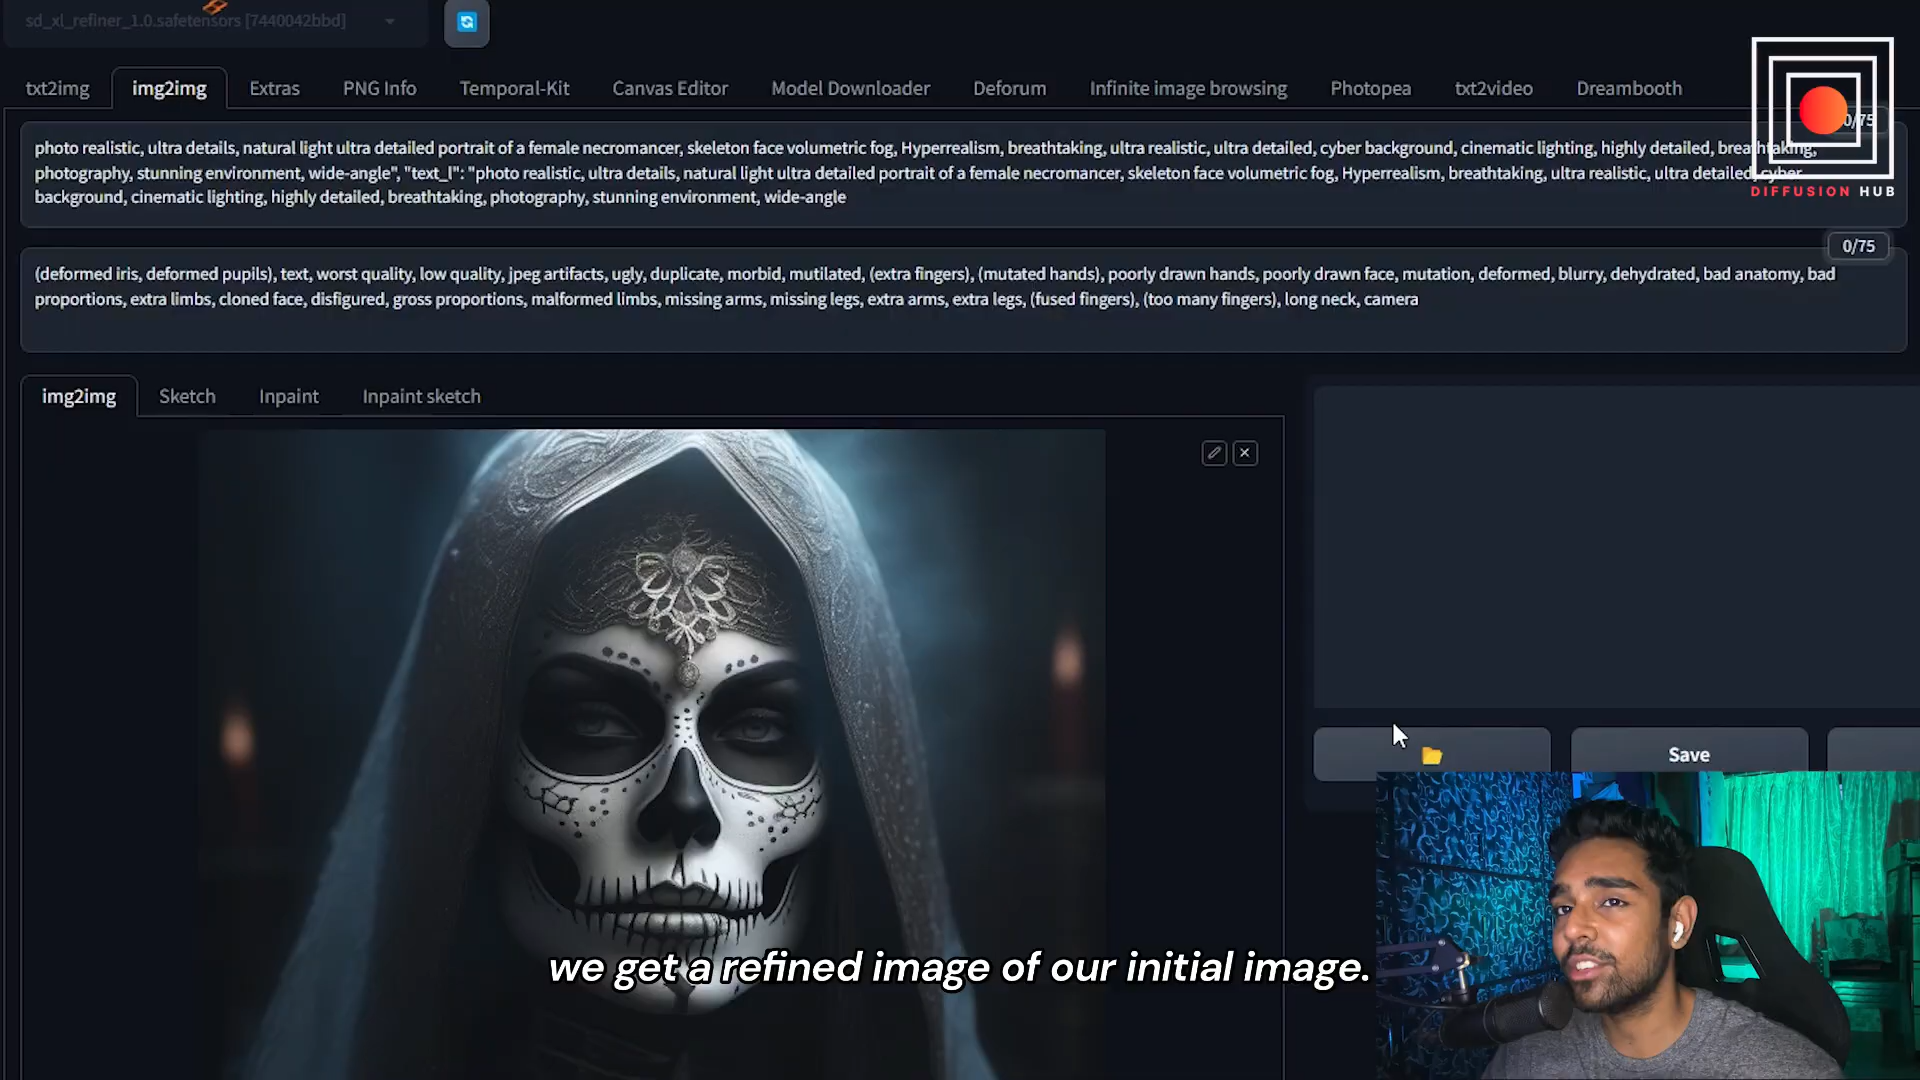 sd_xl_refiner_1.0.safetensors [7440042bbd]
txt2img img2img Extras PNG Info Temporal-Kit Canvas Editor Model Downloader Deforum Infinite image browsing Photopea txt2video Dreambooth
0/75
photo realistic, ultra details, natural light ultra detailed portrait of a female necromancer, skeleton face volumetric fog, Hyperrealism, breathtaking, ultra realistic, ultra detailed, cyber background, cinematic lighting, highly detailed, breathtaking,
photography, stunning environment, wide-angle", "text_l": "photo realistic, ultra details, natural light ultra detailed portrait of a female necromancer, skeleton face volumetric fog, Hyperrealism, breathtaking, ultra realistic, ultra detailed, cyber
background, cinematic lighting, highly detailed, breathtaking, photography, stunning environment, wide-angle
DIFFUSION HUB
0/75
(deformed iris, deformed pupils), text, worst quality, low quality, jpeg artifacts, ugly, duplicate, morbid, mutilated, (extra fingers), (mutated hands), poorly drawn hands, poorly drawn face, mutation, deformed, blurry, dehydrated, bad anatomy, bad
proportions, extra limbs, cloned face, disfigured, gross proportions, malformed limbs, missing arms, missing legs, extra arms, extra legs, (fused fingers), (too many fingers), long neck, camera
img2img Sketch Inpaint Inpaint sketch
Save
we get a refined image of our initial image.